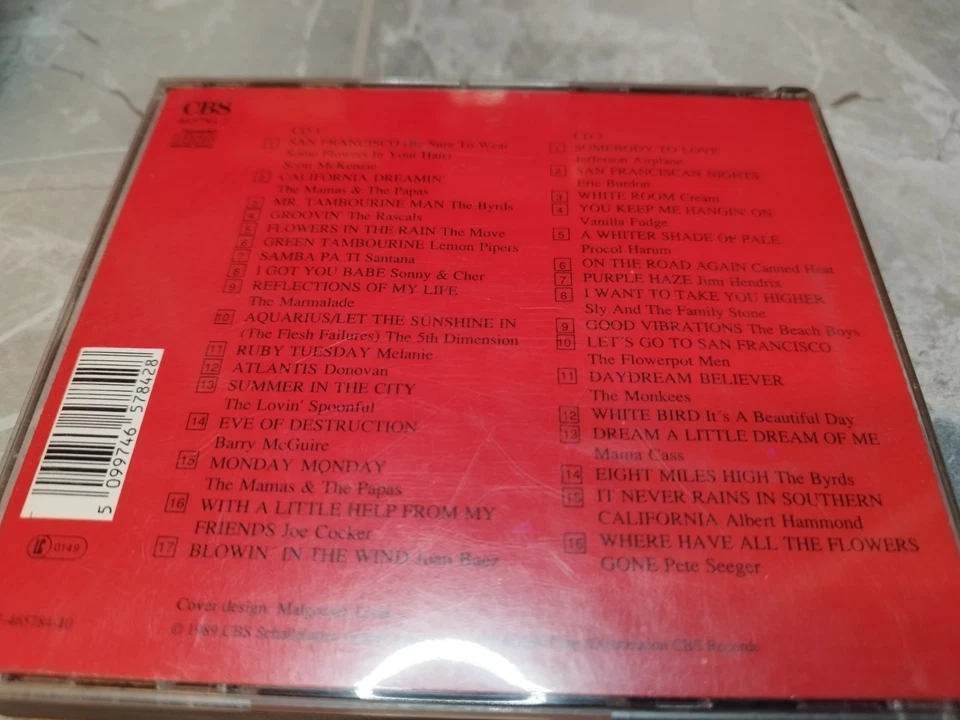 CBS
CD 1
1 SAN FRANCISCO (Be Sure To Wear
Some Flowers In Your Hair)
Scott McKenzie
2 CALIFORNIA DREAMIN'
The Mamas & The Papas
3 MR. TAMBOURINE MAN The Byrds
4 GROOVIN' The Rascals
5 FLOWERS IN THE RAIN The Move
6 GREEN TAMBOURINE Lemon Pipers
7 SAMBA PA TI Santana
8 I GOT YOU BABE Sonny & Cher
9 REFLECTIONS OF MY LIFE
The Marmalade
10 AQUARIUS/LET THE SUNSHINE IN
(The Flesh Failures) The 5th Dimension
11 RUBY TUESDAY Melanie
12 ATLANTIS Donovan
13 SUMMER IN THE CITY
The Lovin' Spoonful
14 EVE OF DESTRUCTION
Barry McGuire
15 MONDAY MONDAY
The Mamas & The Papas
16 WITH A LITTLE HELP FROM MY
FRIENDS Joe Cocker
17 BLOWIN´ IN THE WIND Joan Baez
CD 2
1 SOMEBODY TO LOVE
Jefferson Airplane
2 SAN FRANCISCAN NIGHTS
Eric Burdon
3 WHITE ROOM Cream
4 YOU KEEP ME HANGIN' ON
Vanilla Fudge
5 A WHITER SHADE OF PALE
Procol Harum
6 ON THE ROAD AGAIN Canned Heat
7 PURPLE HAZE Jimi Hendrix
8 I WANT TO TAKE YOU HIGHER
Sly And The Family Stone
9 GOOD VIBRATIONS The Beach Boys
10 LET´S GO TO SAN FRANCISCO
The Flowerpot Men
11 DAYDREAM BELIEVER
The Monkees
12 WHITE BIRD It´s A Beautiful Day
13 DREAM A LITTLE DREAM OF ME
Mama Cass
14 EIGHT MILES HIGH The Byrds
15 IT NEVER RAINS IN SOUTHERN
CALIFORNIA Albert Hammond
16 WHERE HAVE ALL THE FLOWERS
GONE Pete Seeger
5 099746 578428
LC 0149
Cover design
465784-10
© 1989 CBS CBS Records